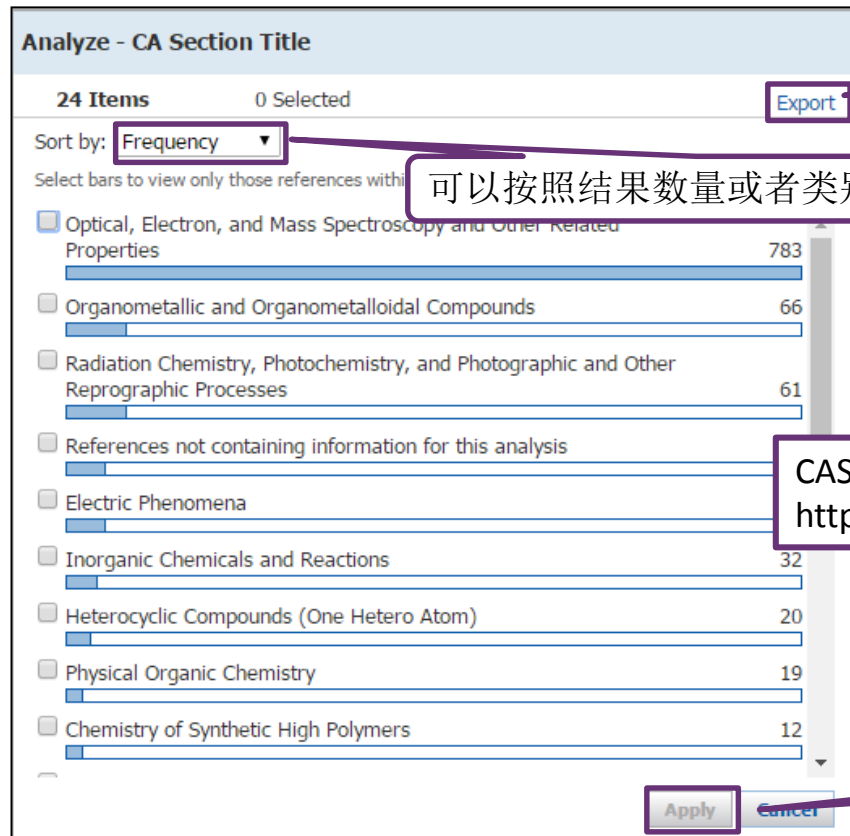 Analyze - CA Section Title
24 Items 0 Selected
Export
Sort by: Frequency
Select bars to view only those references withi
可以按照结果数量或者类
Optical, Electron, and Mass Spectroscopy and Other Related
Properties 783
Organometallic and Organometalloidal Compounds 66
Radiation Chemistry, Photochemistry, and Photographic and Other
Reprographic Processes 61
References not containing information for this analysis
CAS
Electric Phenomena
http
Inorganic Chemicals and Reactions 32
Heterocyclic Compounds (One Hetero Atom) 20
Physical Organic Chemistry 19
Chemistry of Synthetic High Polymers 12
Apply Cancel